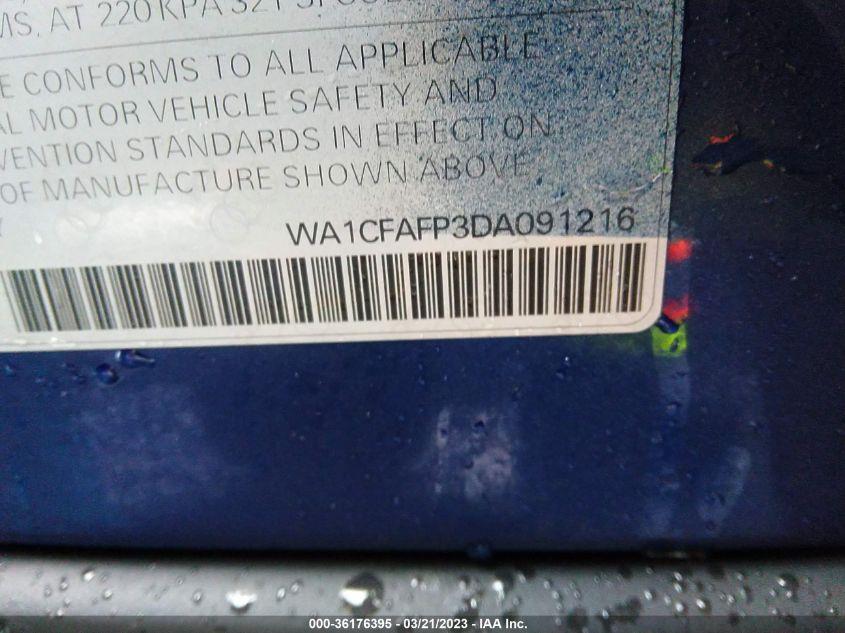 MS. AT 220 KPA
E CONFORMS TO ALL APPLICABLE
AL MOTOR VEHICLE SAFETY AND
VENTION STANDARDS IN EFFECT ON
OF MANUFACTURE SHOWN ABOVE
WA1CFAFP3DA091216
000-36176395 - 03/21/2023 - IAA Inc.